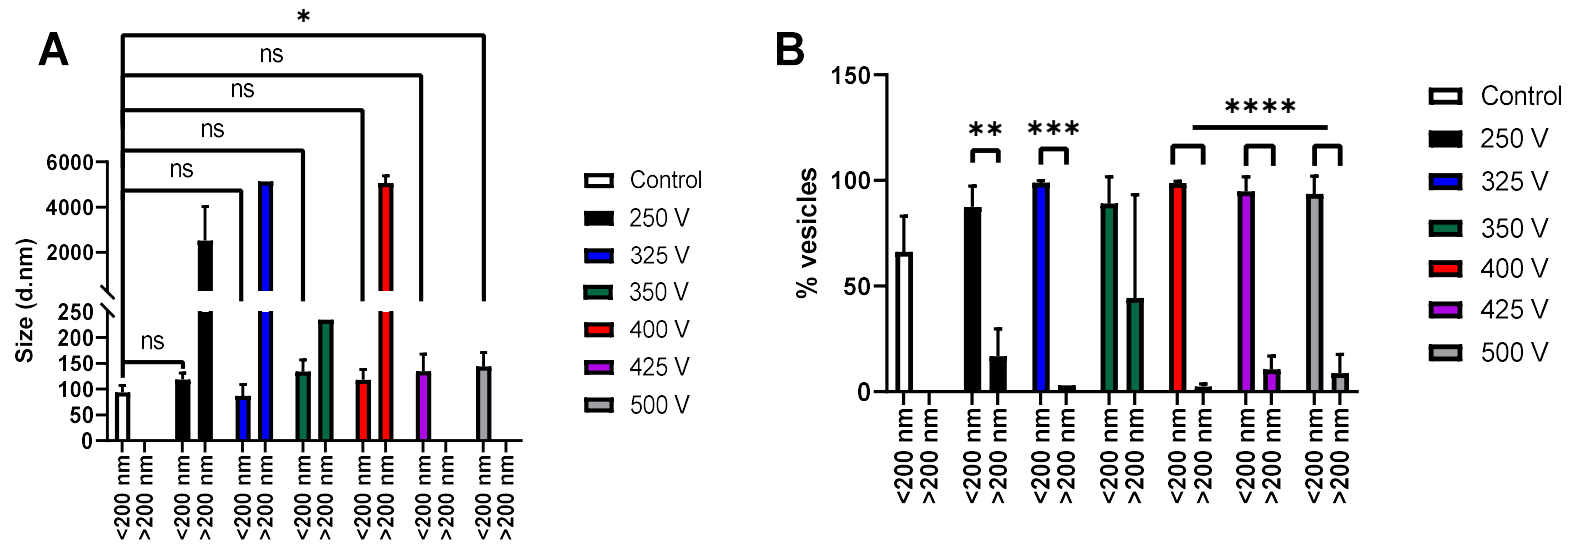 A
*
ns
ns
ns
ns
ns
ns
Size (d.nm)
6000
4000
2000
250
200
150
100
50
0
<200 nm
>200 nm
<200 nm
>200 nm
<200 nm
>200 nm
<200 nm
>200 nm
<200 nm
>200 nm
<200 nm
>200 nm
<200 nm
>200 nm
Control
250 V
325 V
350 V
400 V
425 V
500 V
B
% vesicles
150
100
50
0
**
***
****
<200 nm
>200 nm
<200 nm
>200 nm
<200 nm
>200 nm
<200 nm
>200 nm
<200 nm
>200 nm
<200 nm
>200 nm
<200 nm
>200 nm
Control
250 V
325 V
350 V
400 V
425 V
500 V